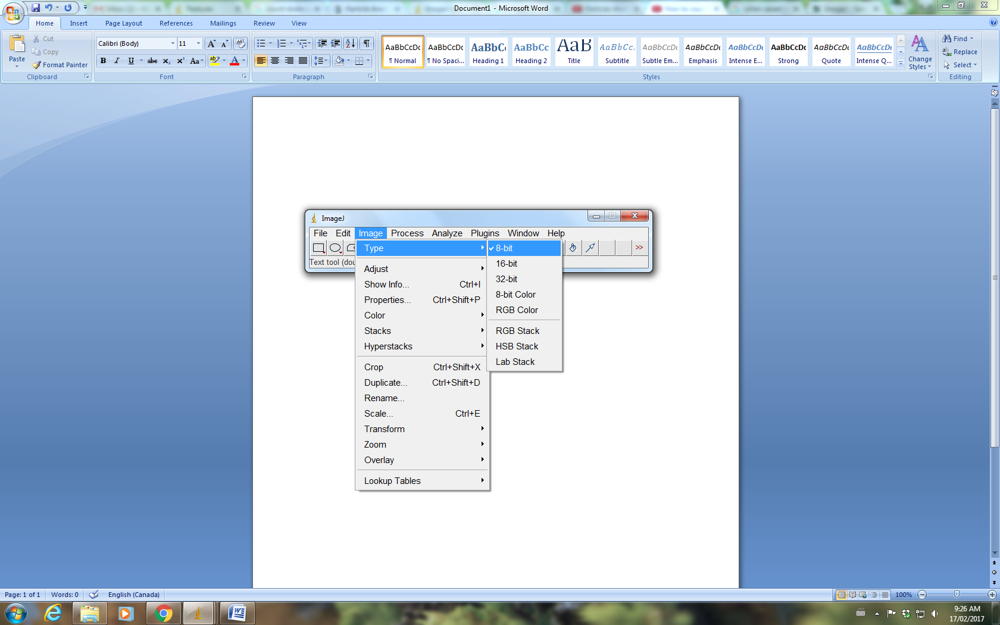 Document1 - Microsoft Word
Home Insert Page Layout References Mailings Review View
Paste
Cut
Copy
Format Painter
Clipboard
Calibri (Body) 11
B I U abc x₂ x² Aa
Font
Paragraph
AaBbCcDc AaBbCcDc AaBbC AaBbCc AaB AaBbCc. AaBbCcDc AaBbCcDc AaBbCcDc AaBbCcDc AaBbCcDc AaBbCcDc
¶ Normal ¶ No Spaci... Heading 1 Heading 2 Title Subtitle Subtle Em... Emphasis Intense E... Strong Quote Intense Q...
Change Styles
Styles
Find
Replace
Select
Editing
ImageJ
File Edit Image Process Analyze Plugins Window Help
>>
Text tool (dou
Type
Adjust
Show Info... Ctrl+I
Properties... Ctrl+Shift+P
Color
Stacks
Hyperstacks
Crop Ctrl+Shift+X
Duplicate... Ctrl+Shift+D
Rename...
Scale... Ctrl+E
Transform
Zoom
Overlay
Lookup Tables
8-bit
16-bit
32-bit
8-bit Color
RGB Color
RGB Stack
HSB Stack
Lab Stack
Page: 1 of 1 Words: 0 English (Canada) 100%
9:26 AM
17/02/2017